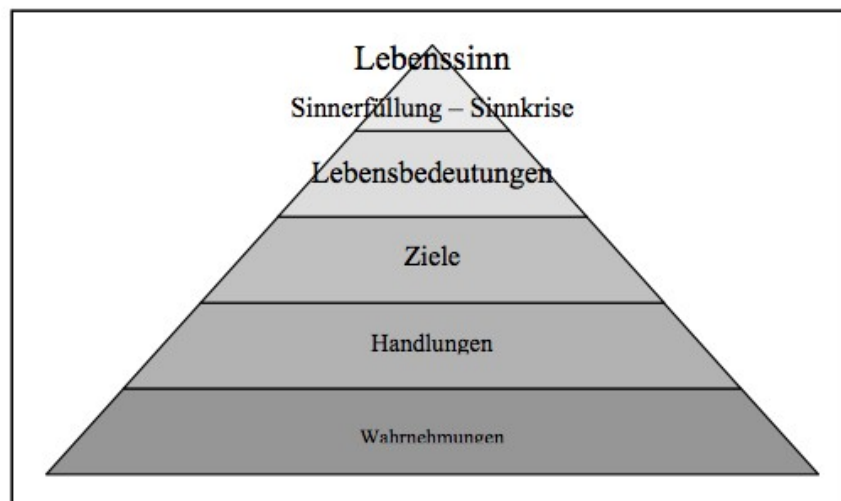 Lebenssinn
Sinnerfüllung – Sinnkrise
Lebensbedeutungen
Ziele
Handlungen
Wahrnehmungen